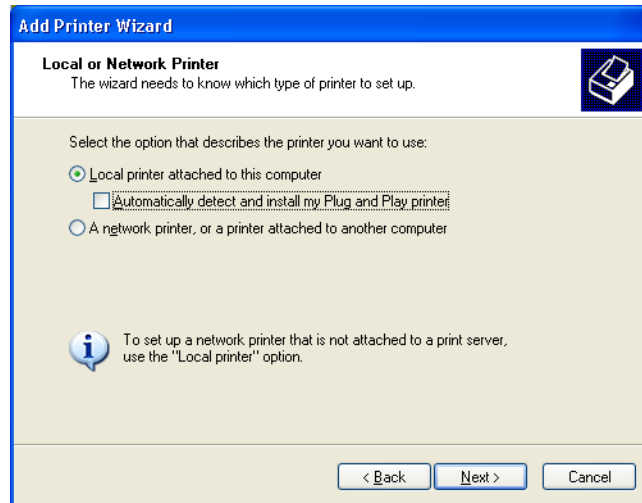 Add Printer Wizard
Local or Network Printer
The wizard needs to know which type of printer to set up.
Select the option that describes the printer you want to use:
Local printer attached to this computer
Automatically detect and install my Plug and Play printer
A network printer, or a printer attached to another computer
To set up a network printer that is not attached to a print server,
use the "Local printer" option.
< Back
Next >
Cancel